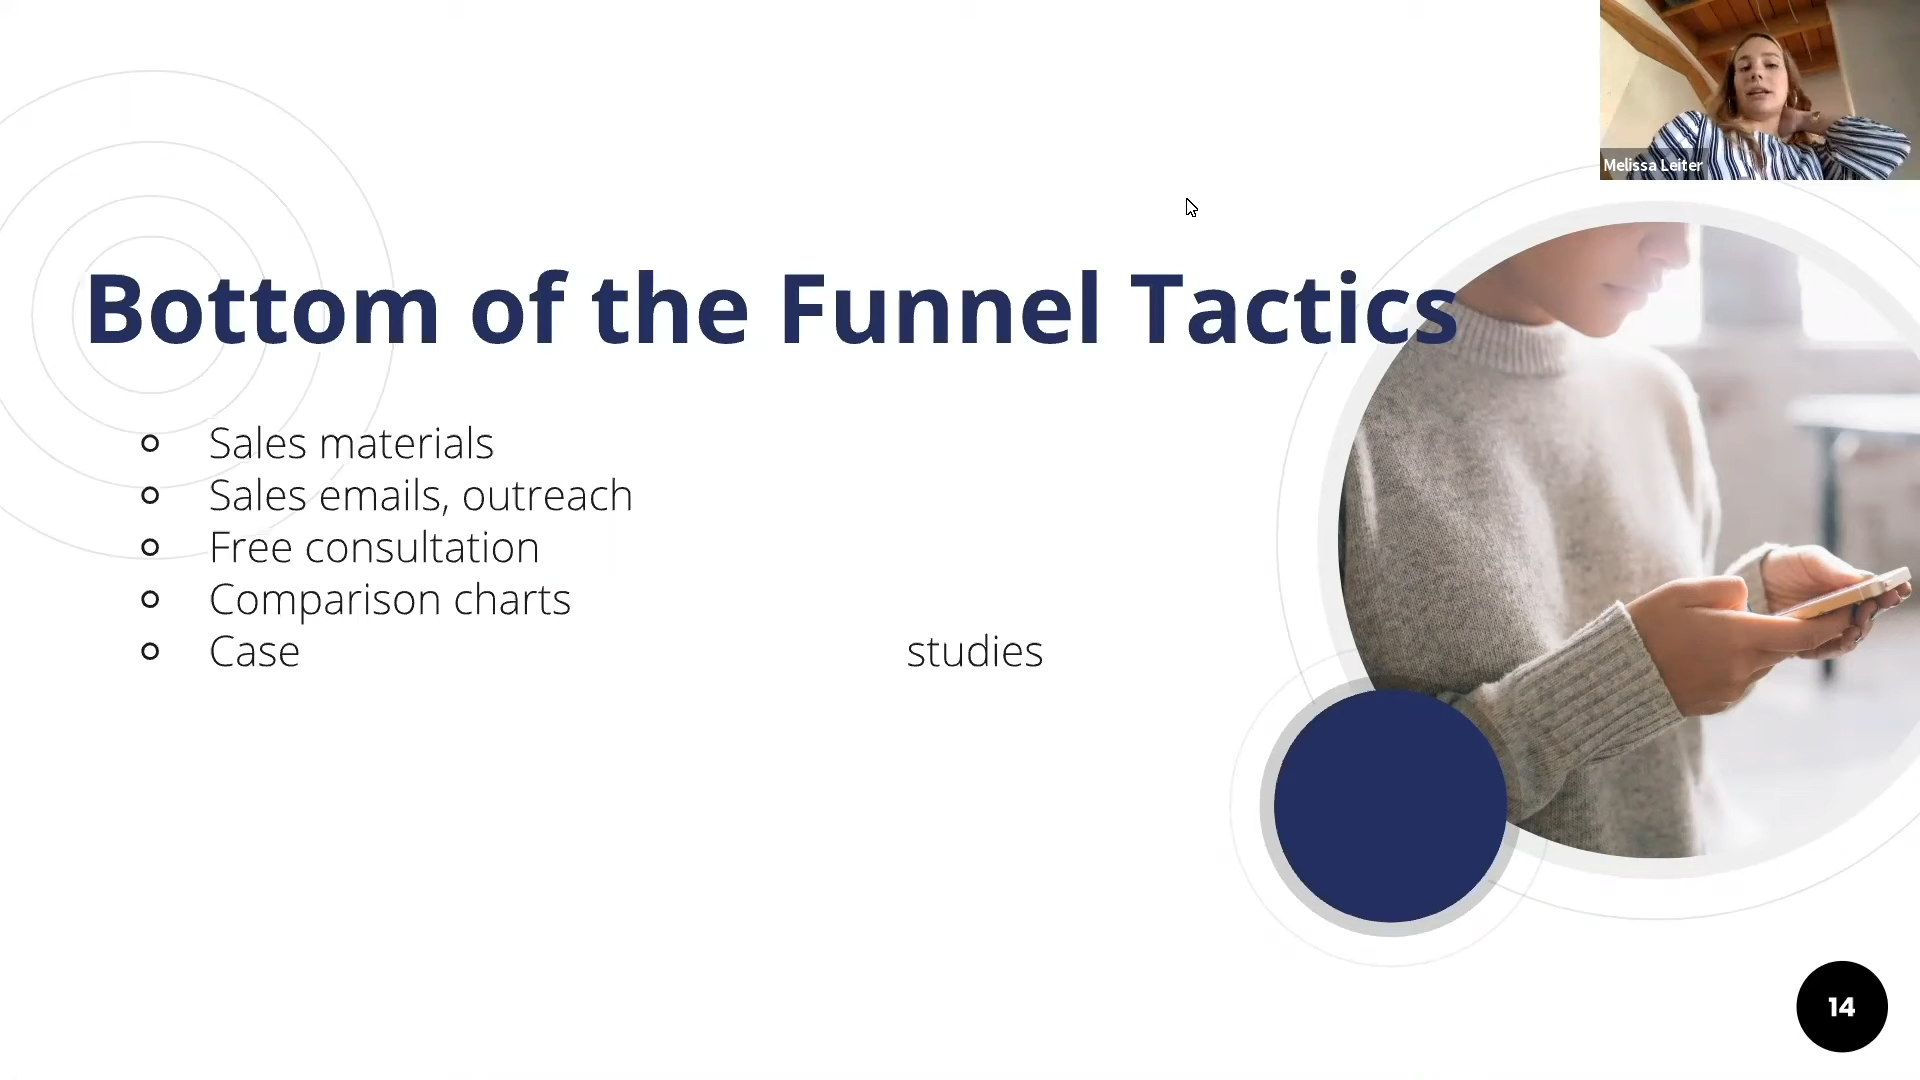 Melissa Leiter
Bottom of the Funnel Tactics
Sales materials
Sales emails, outreach
Free consultation
Comparison charts
Case studies
14